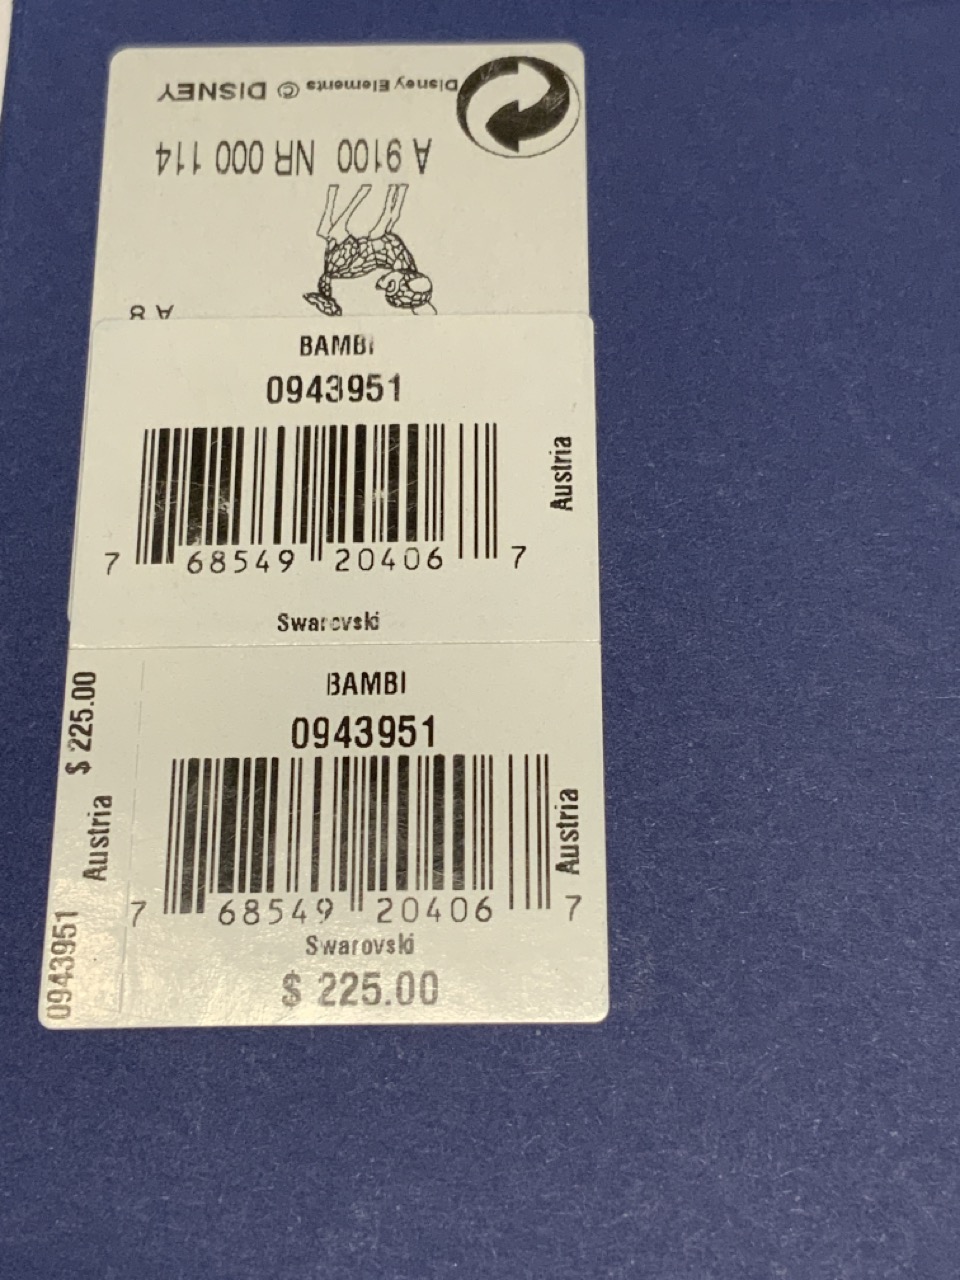 Disney Elements © DISNEY
A 9100 NR 000 114
BAMBI
0943951
Austria
7 68549 20406 7
Swarovski
$ 225.00
Austria
0943951
BAMBI
0943951
Austria
7 68549 20406 7
Swarovski
$ 225.00